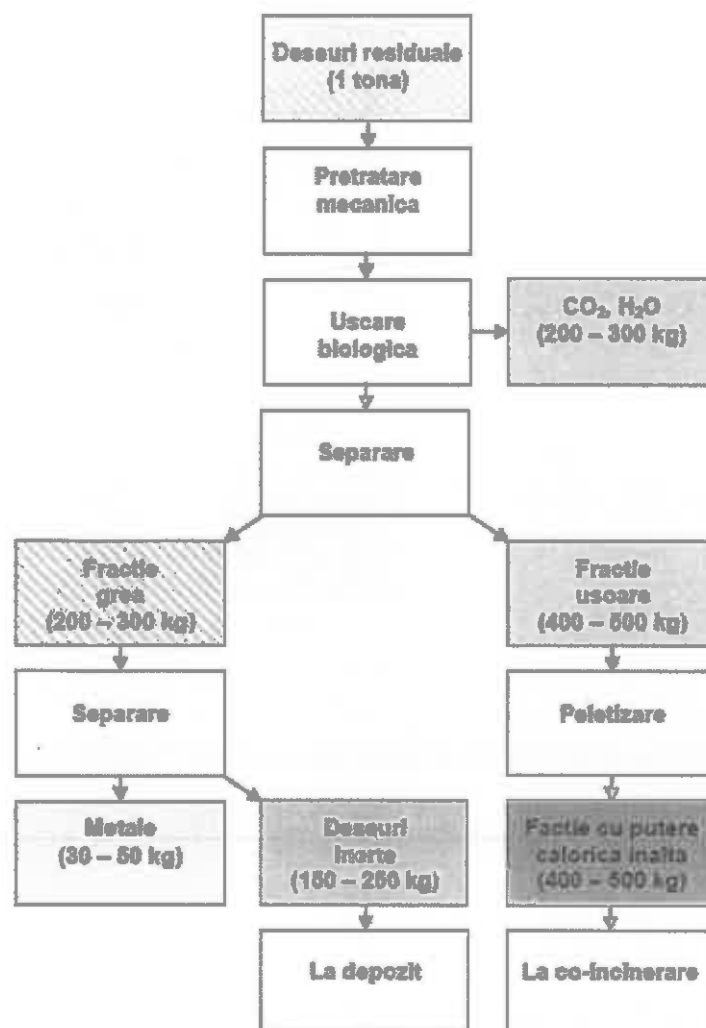 Deseuri reziduale
(1 tona)
Pretratare
mecanica
Uscare
biologica
CO₂, H₂O
(200 – 300 kg)
Separare
Fractie
grea
(200 – 300 kg)
Fractie
usoare
(400 – 500 kg)
Separare
Peletizare
Metale
(30 – 50 kg)
Deseuri
inerte
(150 – 250 kg)
Factie cu putere
calorica inalta
(400 – 500 kg)
La depozit
La co-incinerare